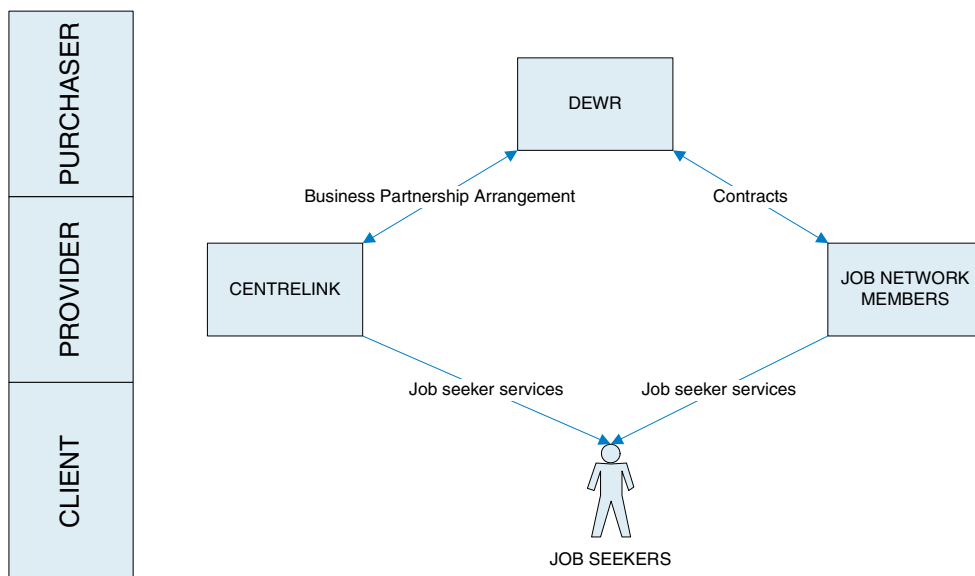 PURCHASER
DEWR
Business Partnership Arrangement
Contracts
PROVIDER
CENTRELINK
JOB NETWORK
MEMBERS
Job seeker services
Job seeker services
CLIENT
JOB SEEKERS